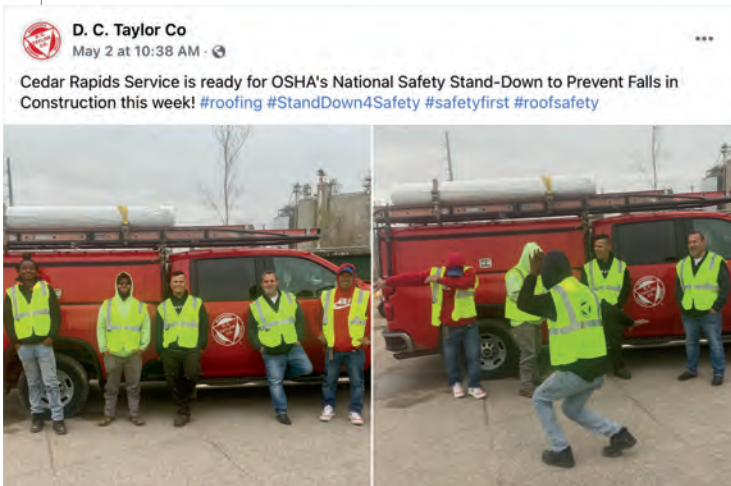 D. C. Taylor Co
May 2 at 10:38 AM ·
Cedar Rapids Service is ready for OSHA's National Safety Stand-Down to Prevent Falls in
Construction this week! #roofing #StandDown4Safety #safetyfirst #roofsafety